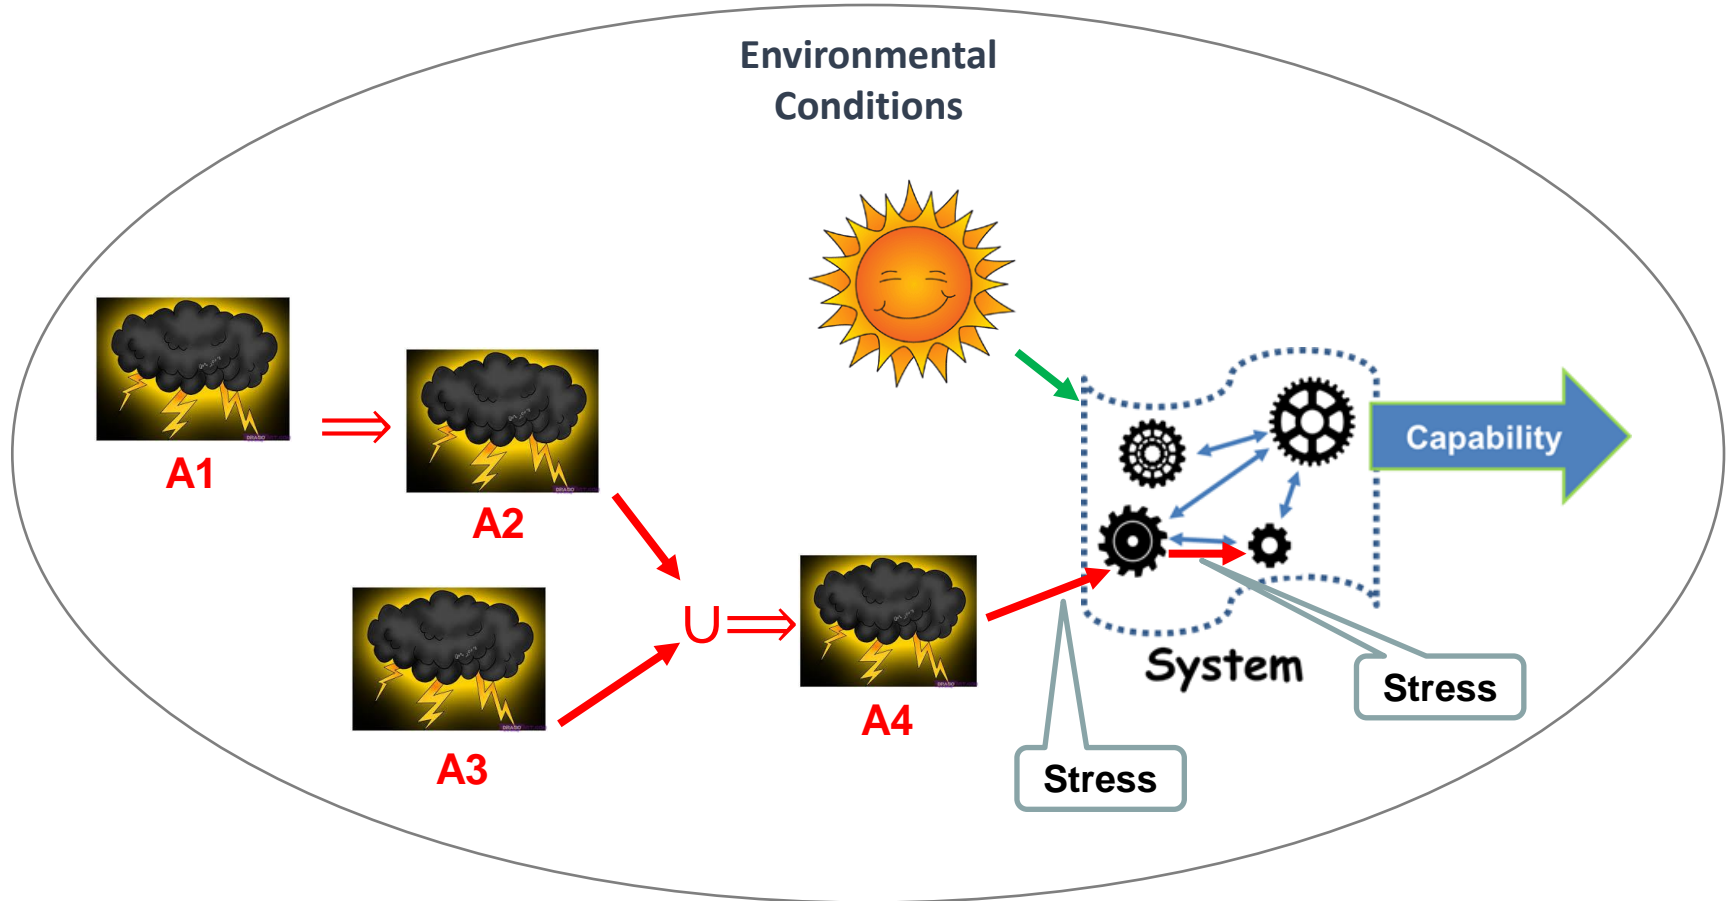 Environmental
Conditions
A1
A2
A3
∪
A4
Capability
System
Stress
Stress